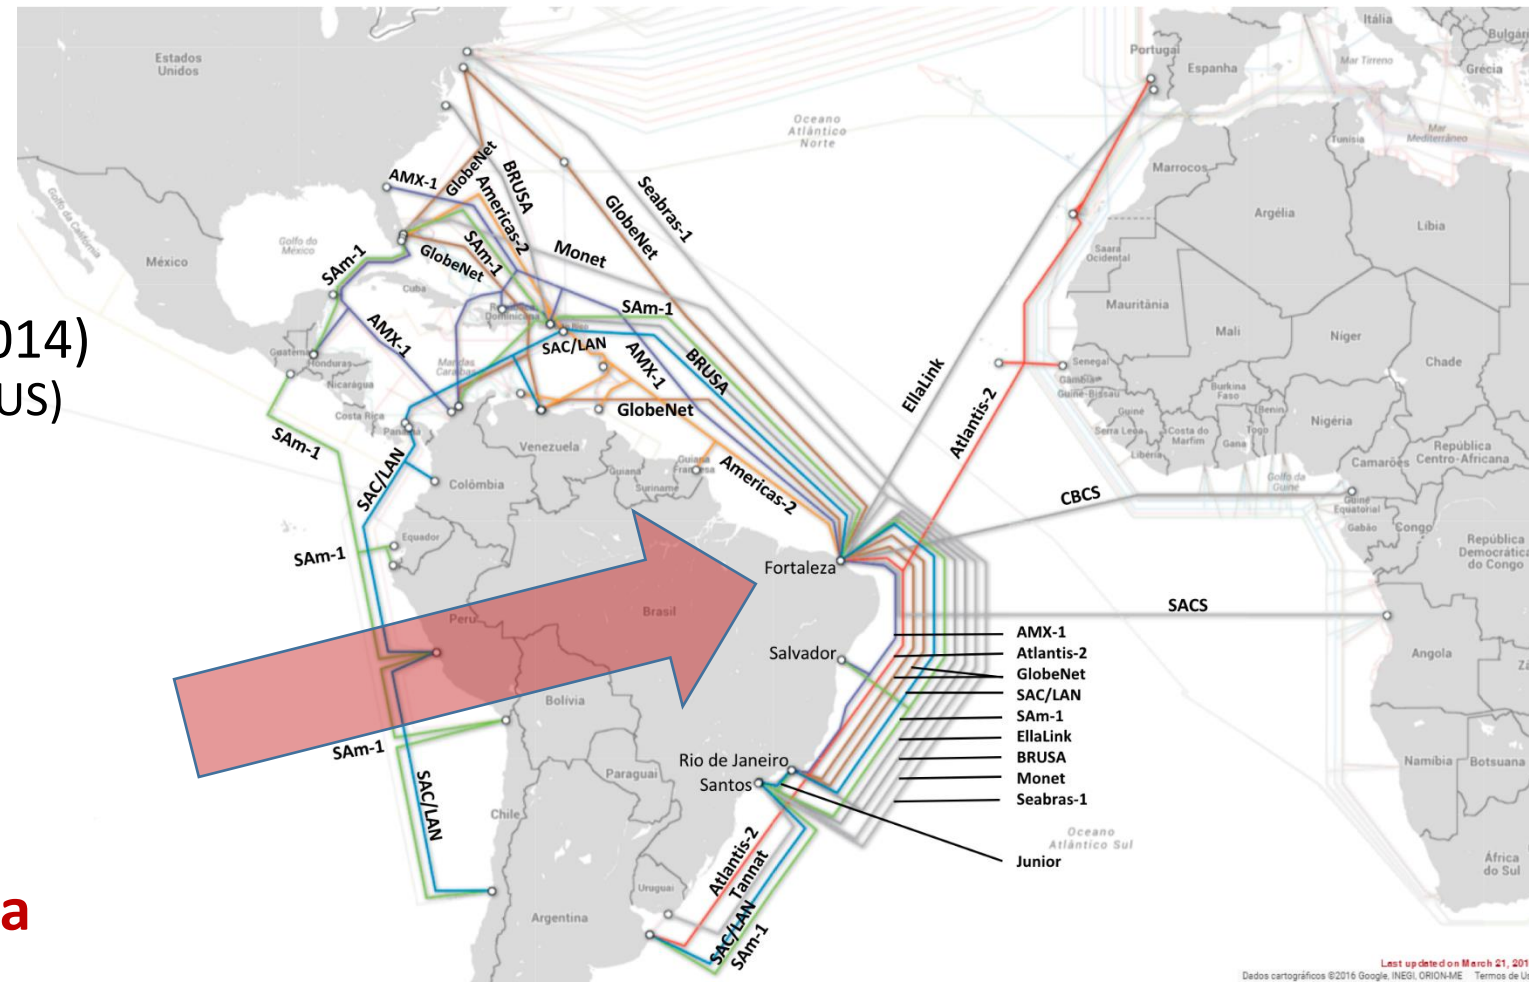 Estados
Unidos
México
Golfo do
México
Golfo da Califórnia
Cuba
Oceano
Atlântico
Norte
Portugal
Espanha
Itália
Mar Tirreno
Grécia
Mar
Mediterrâneo
Tunísia
Marrocos
Argélia
Líbia
Saara
Ocidental
Mauritânia
Mali
Níger
Chade
Senegal
Gâmbia
Guiné-Bissau
Guiné
Serra Leoa
Libéria
Costa do
Marfim
Burkina
Faso
Gana
Togo
Benin
Nigéria
Camarões
República
Centro-Africana
Golfo da
Guiné
Guiné
Equatorial
Gabão
Congo
República
Democrática
do Congo
Angola
Namíbia
Botsuana
África
do Sul
AMX-1
GlobeNet
BRUSA
Americas-2
SAm-1
GlobeNet
GlobeNet
Seabras-1
Monet
SAm-1
SAm-1
AMX-1
SAC/LAN
AMX-1
BRUSA
GlobeNet
Americas-2
EllaLink
Atlantis-2
CBCS
SACS
014)
US)
Dominicana
Honduras
Nicarágua
Costa Rica
Venezuela
Guiana
Suriname
Guiana
Francesa
Colômbia
Equador
Peru
Brasil
Bolívia
Paraguai
Chile
Argentina
Uruguai
SAm-1
SAC/LAN
SAm-1
SAm-1
SAC/LAN
Fortaleza
Salvador
Rio de Janeiro
Santos
AMX-1
Atlantis-2
GlobeNet
SAC/LAN
SAm-1
EllaLink
BRUSA
Monet
Seabras-1
Junior
Oceano
Atlântico Sul
Atlantis-2
Tannat
SAC/LAN
SAm-1
a
Last updated on March 21, 201
Dados cartográficos ©2016 Google, INEGI, ORION-ME
Termos de Us